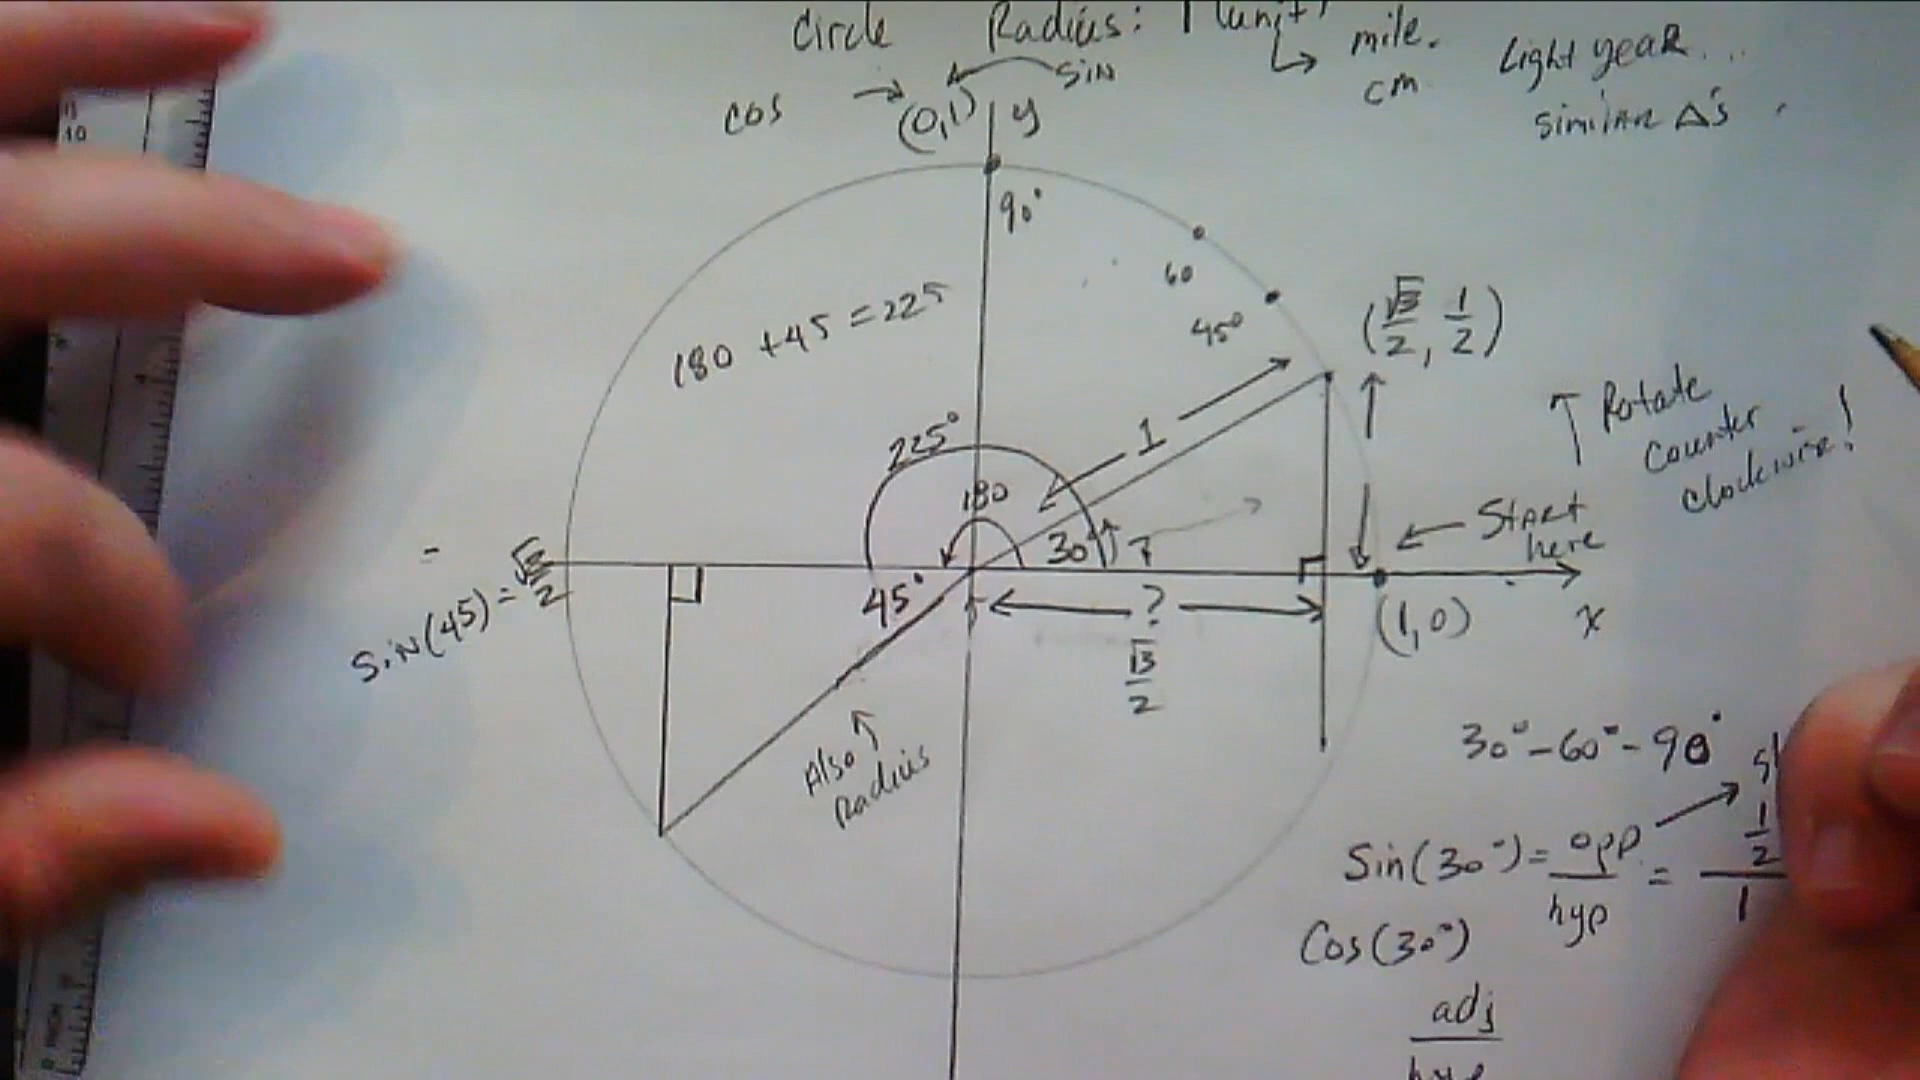 Circle Radius: 1 (unit)
mile.
cm
Light year...
similar Δ's.
cos → (0,1) sin
y
90°
60
45°
180 + 45 = 225
(√3/2, 1/2)
225°
1
180
30°
?
Rotate
Counter
Clockwise!
Start
here
45°
?
√3/2
(1,0)
x
-
Sin(45) = √2/2
Also
Radius
30°-60°-90°
Sin(30°) = opp/hyp = 1/2/1
Cos(30°)
adj